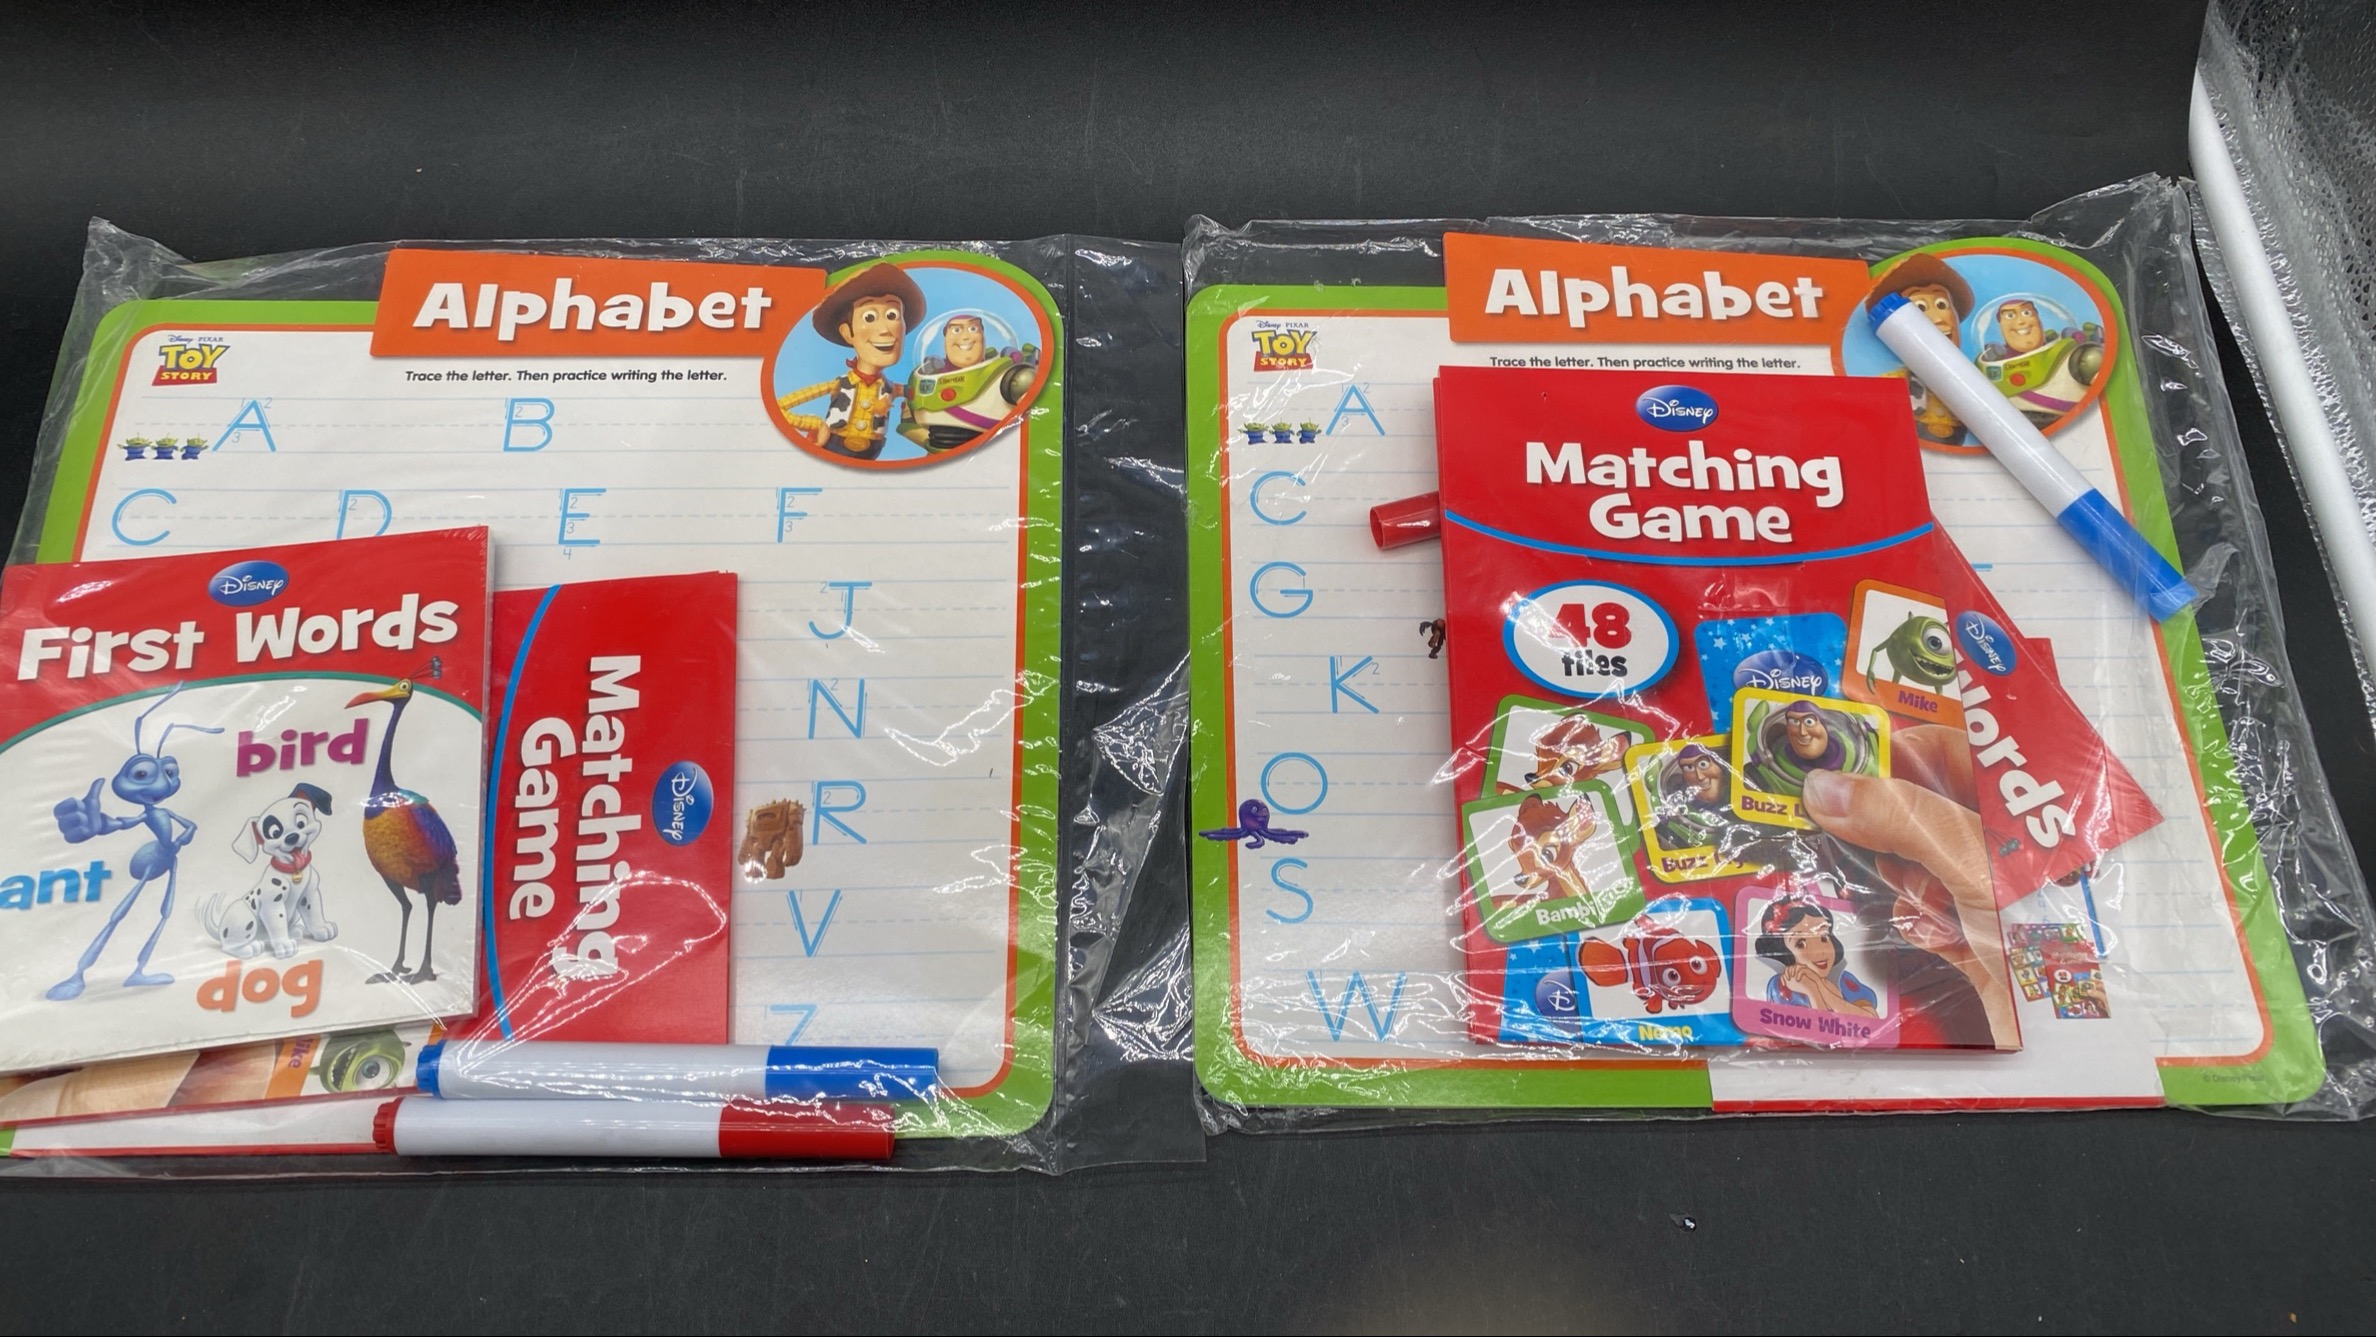 Alphabet
Disney PIXAR
TOY
STORY
Trace the letter. Then practice writing the letter.
A B
C D E F
J
N
R
V
Z
Disney
First Words
bird
ant
dog
Disney
Matching
Game
Alphabet
Disney PIXAR
TOY
STORY
Trace the letter. Then practice writing the letter.
A
C
G
K
O
S
W
Disney
Matching
Game
48
tiles
Disney
Mike
Buzz L
Buzz
Bambi
Nemo
Snow White
Disney
Words